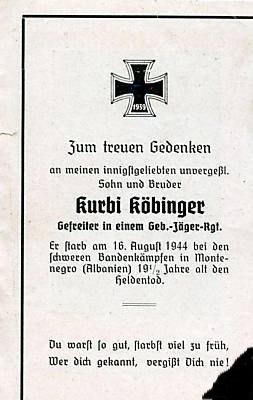 1939
Zum treuen Gedenken
an meinen innigstgeliebten unvergeßl.
Sohn und Bruder
Kurbi Köbinger
Gefreiter in einem Geb.-Jäger-Rgt.
Er starb am 16. August 1944 bei den
schweren Bandenkämpfen in Monte-
negro (Albanien) 19½ Jahre alt den
Heldentod.
Du warst so gut, starbst viel zu früh,
Wer dich gekannt, vergißt Dich nie!